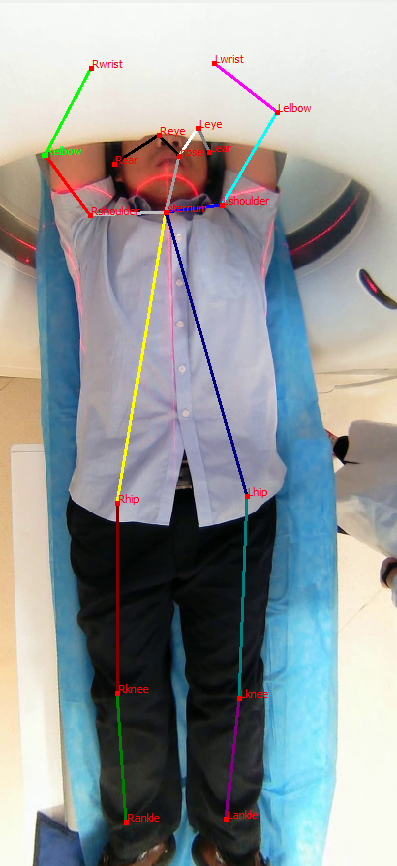 Lwrist
Rwrist
Lelbow
Leye
Reye
Relbow
Lear
nose
Rear
Lshoulder
sternum
Rshoulder
Lhip
Rhip
Rknee
Lknee
Lankle
Rankle